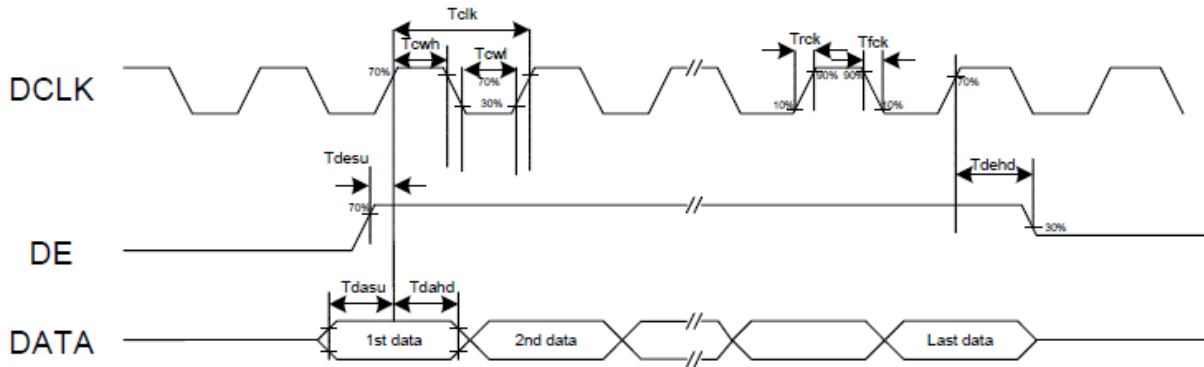 Tclk
Tcwh
Tcwl
Trck
Tfck
DCLK
70%
70%
30%
90%
90%
10%
10%
70%
Tdesu
Tdehd
70%
DE
30%
Tdasu
Tdahd
DATA
1st data
2nd data
Last data